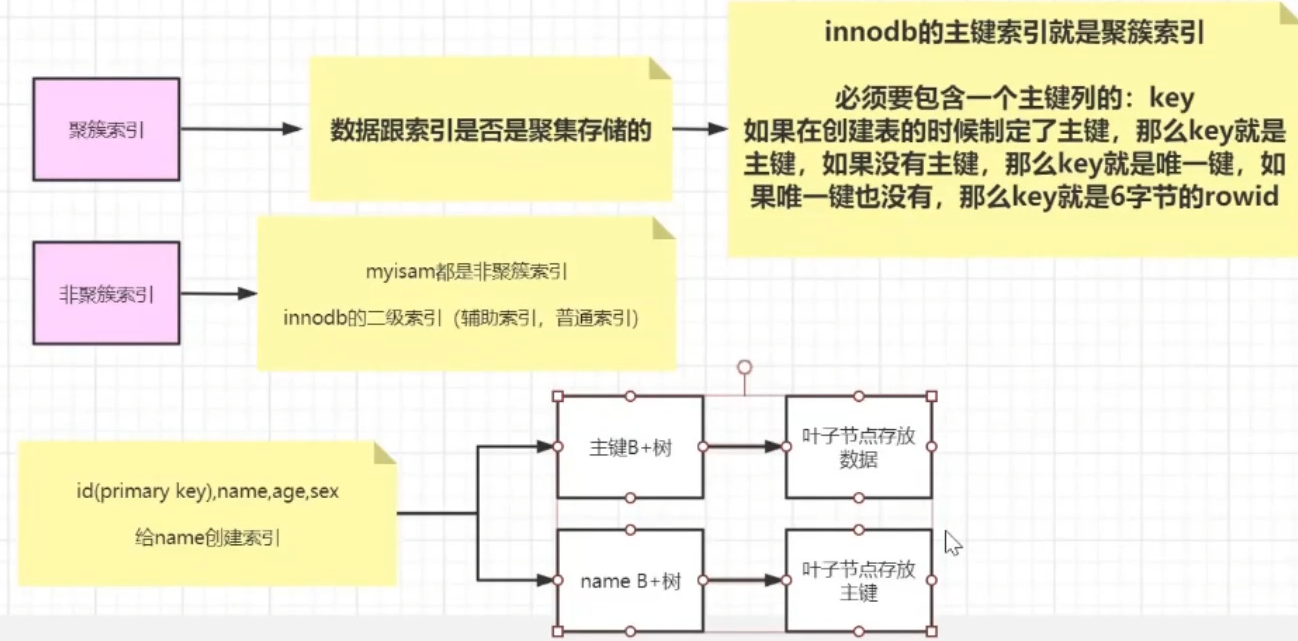 innodb的主键索引就是聚簇索引
必须要包含一个主键列的：key
如果在创建表的时候制定了主键，那么key就是
主键，如果没有主键，那么key就是唯一键，如
果唯一键也没有，那么key就是6字节的rowid
聚簇索引
数据跟索引是否是聚集存储的
非聚簇索引
myisam都是非聚簇索引
innodb的二级索引（辅助索引，普通索引）
id(primary key),name,age,sex
给name创建索引
主键B+树
叶子节点存放
数据
name B+树
叶子节点存放
主键